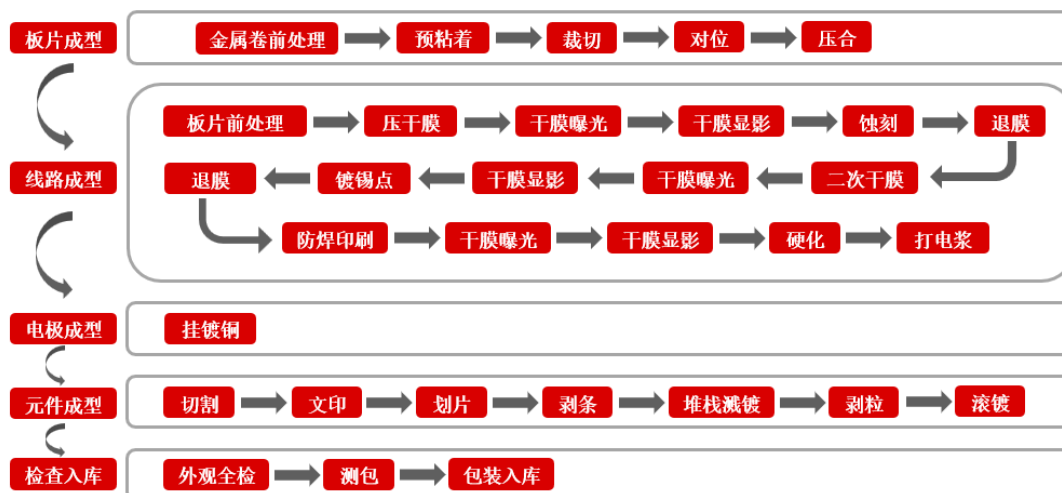 板片成型
金属卷前处理 预粘着 裁切 对位 压合
板片前处理 压干膜 干膜曝光 干膜显影 蚀刻 退膜
线路成型
退膜 镀锡点 干膜显影 干膜曝光 二次干膜
防焊印刷 干膜曝光 干膜显影 硬化 打电浆
电极成型
挂镀铜
元件成型
切割 文印 划片 剥条 堆栈溅镀 剥粒 滚镀
检查入库
外观全检 测包 包装入库